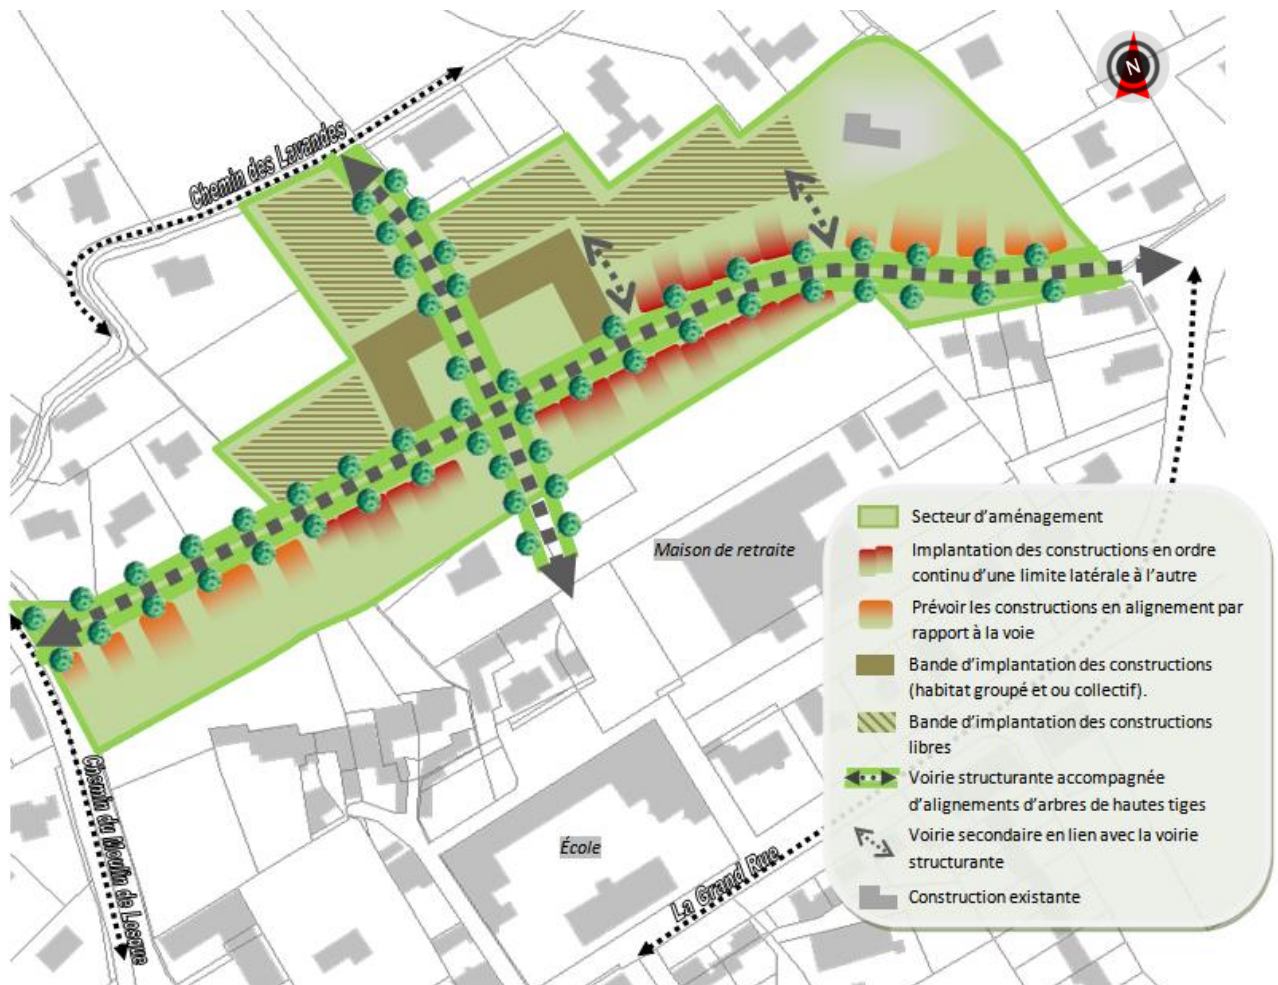 N
Chemin des Lavandes
Maison de retraite
École
La Grand Rue
Chemin du Moulin de Losque
Secteur d'aménagement
Implantation des constructions en ordre
continu d'une limite latérale à l'autre
Prévoir les constructions en alignement par
rapport à la voie
Bande d'implantation des constructions
(habitat groupé et ou collectif).
Bande d'implantation des constructions
libres
Voirie structurante accompagnée
d'alignements d'arbres de hautes tiges
Voirie secondaire en lien avec la voirie
structurante
Construction existante